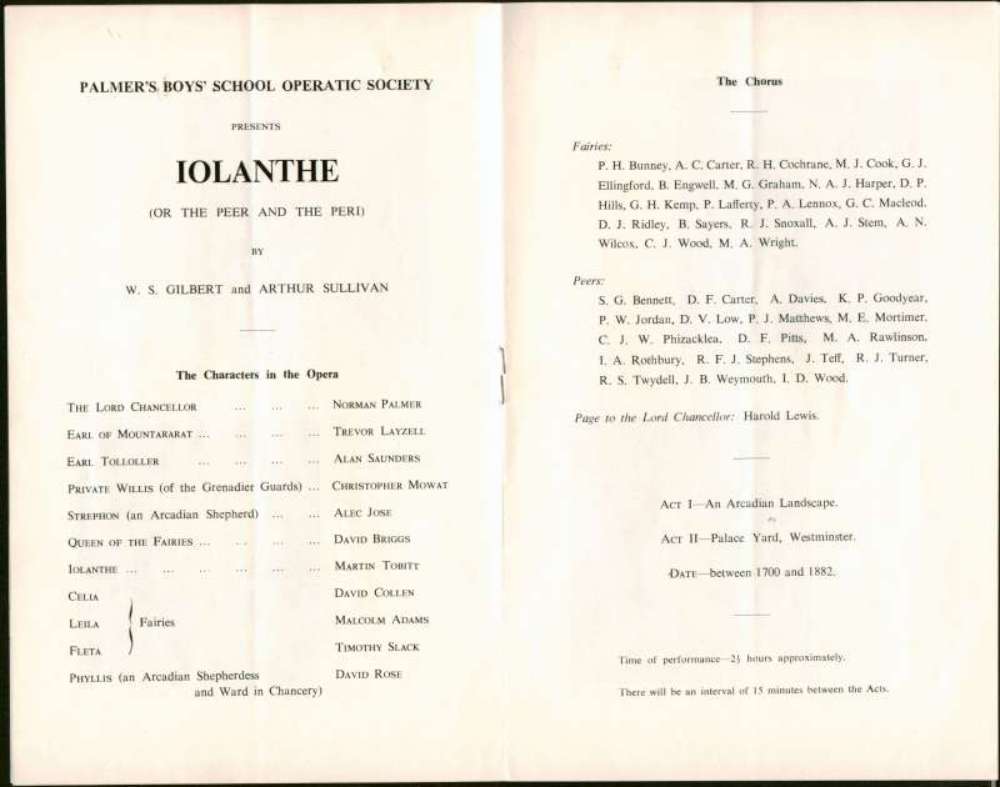 PALMER'S BOYS' SCHOOL OPERATIC SOCIETY
PRESENTS
IOLANTHE
(OR THE PEER AND THE PERI)
BY
W. S. GILBERT and ARTHUR SULLIVAN
The Characters in the Opera
THE LORD CHANCELLOR ... ... ... NORMAN PALMER
EARL OF MOUNTARARAT ... ... ... ... TREVOR LAYZELL
EARL TOLLOLLER ... ... ... ... ALAN SAUNDERS
PRIVATE WILLIS (of the Grenadier Guards) ... CHRISTOPHER MOWAT
STREPHON (an Arcadian Shepherd) ... ... ALEC JOSE
QUEEN OF THE FAIRIES ... ... ... ... DAVID BRIGGS
IOLANTHE ... ... ... ... ... ... MARTIN TOBITT
CELIA DAVID COLLEN
LEILA } Fairies MALCOLM ADAMS
FLETA TIMOTHY SLACK
PHYLLIS (an Arcadian Shepherdess DAVID ROSE
and Ward in Chancery)
The Chorus
Fairies:
P. H. Bunney, A. C. Carter, R. H. Cochrane, M. J. Cook, G. J.
Ellingford, B. Engwell, M. G. Graham, N. A. J. Harper, D. P.
Hills, G. H. Kemp, P. Lafferty, P. A. Lennox, G. C. Macleod,
D. J. Ridley, B. Sayers, R. J. Snoxall, A. J. Stem, A. N.
Wilcox, C. J. Wood, M. A. Wright.
Peers:
S. G. Bennett, D. F. Carter, A. Davies, K. P. Goodyear,
P. W. Jordan, D. V. Low, P. J. Matthews, M. E. Mortimer,
C. J. W. Phizacklea, D. F. Pitts, M. A. Rawlinson,
I. A. Rothbury, R. F. J. Stephens, J. Teff, R. J. Turner,
R. S. Twydell, J. B. Weymouth, I. D. Wood.
Page to the Lord Chancellor: Harold Lewis.
ACT I—An Arcadian Landscape.
ACT II—Palace Yard, Westminster.
DATE—between 1700 and 1882.
Time of performance—2½ hours approximately.
There will be an interval of 15 minutes between the Acts.